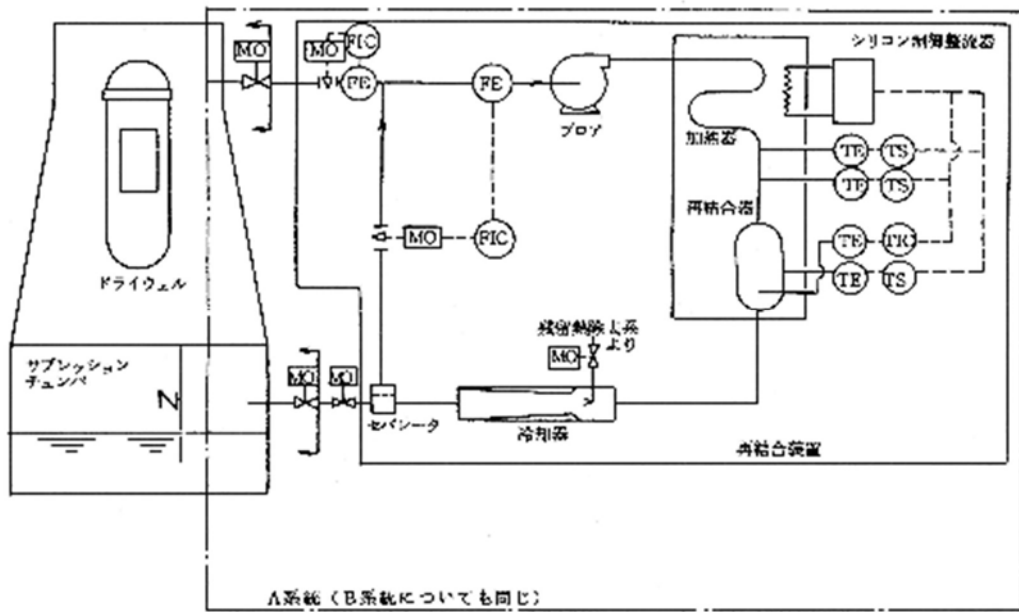 シリコン制御整流器
MO
MO
FIC
FE
FE
ブロア
加熱器
TE
TS
TE
TS
再結合器
MO
FIC
TE
TR
TE
TS
ドライウェル
残留熱除去系
より
MO
サプレッション
チェンバ
MO
MO
セパレータ
冷却器
再結合装置
A系統（B系統についても同じ）